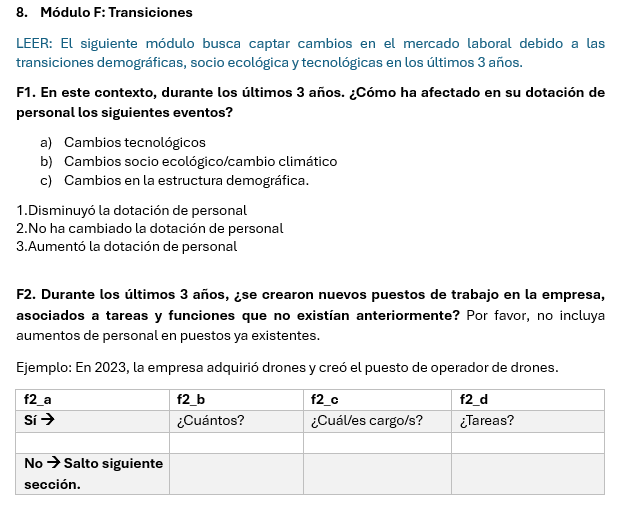 8. Módulo F: Transiciones
LEER: El siguiente módulo busca captar cambios en el mercado laboral debido a las
transiciones demográficas, socio ecológica y tecnológicas en los últimos 3 años.
F1. En este contexto, durante los últimos 3 años. ¿Cómo ha afectado en su dotación de
personal los siguientes eventos?
a) Cambios tecnológicos
b) Cambios socio ecológico/cambio climático
c) Cambios en la estructura demográfica.
1.Disminuyó la dotación de personal
2.No ha cambiado la dotación de personal
3.Aumentó la dotación de personal
F2. Durante los últimos 3 años, ¿se crearon nuevos puestos de trabajo en la empresa,
asociados a tareas y funciones que no existían anteriormente? Por favor, no incluya
aumentos de personal en puestos ya existentes.
Ejemplo: En 2023, la empresa adquirió drones y creó el puesto de operador de drones.
f2_a f2_b f2_c f2_d
Sí → ¿Cuántos? ¿Cuál/es cargo/s? ¿Tareas?
No → Salto siguiente
sección.